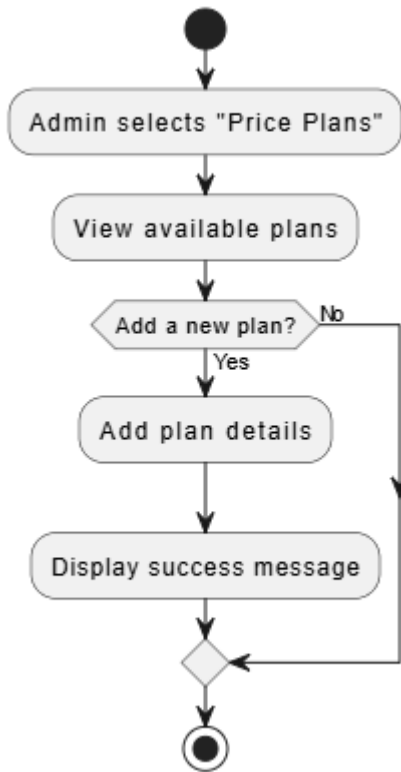 Admin selects "Price Plans"
View available plans
Add a new plan?
No
Yes
Add plan details
Display success message